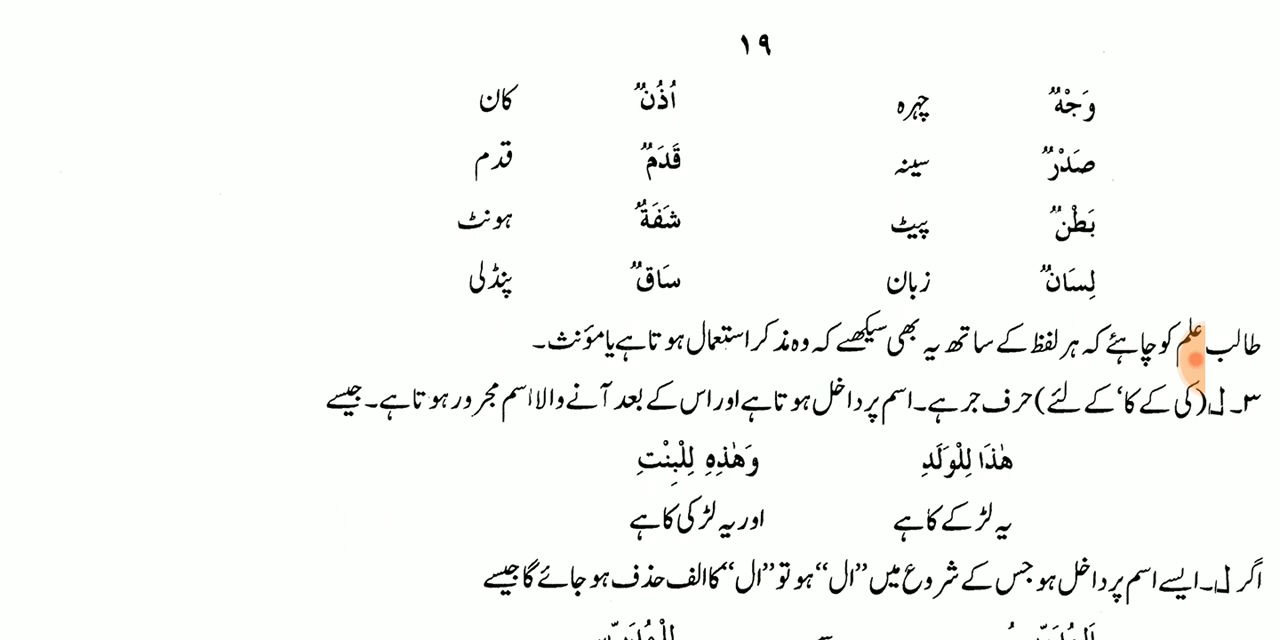 ۱۹
وَجْهٌ چہرہ اُذُنٌ کان
صَدْرٌ سینہ قَدَمٌ قدم
بَطْنٌ پیٹ شَفَةٌ ہونٹ
لِسَانٌ زبان سَاقٌ پنڈلی
طالب علم کو چاہئے کہ ہر لفظ کے ساتھ یہ بھی سیکھے کہ وہ مذکر استعمال ہوتا ہے یا مؤنث۔
۳۔ لِ (کی کے کا‘ کے لئے) حرف جر ہے۔ اسم پر داخل ہوتا ہے اور اس کے بعد آنے والا اسم مجرور ہوتا ہے۔ جیسے
هٰذَا لِلْوَلَدِ وَهٰذِهِ لِلْبِنْتِ
یہ لڑکے کا ہے اور یہ لڑکی کا ہے
اگر لِ۔ ایسے اسم پر داخل ہو جس کے شروع میں ’’ال‘‘ ہو تو ’’ال‘‘ کا الف حذف ہو جائے گا جیسے